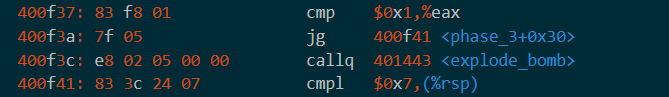 400f37: 83 f8 01 cmp $0x1,%eax
400f3a: 7f 05 jg 400f41 <phase_3+0x30>
400f3c: e8 02 05 00 00 callq 401443 <explode_bomb>
400f41: 83 3c 24 07 cmpl $0x7,(%rsp)